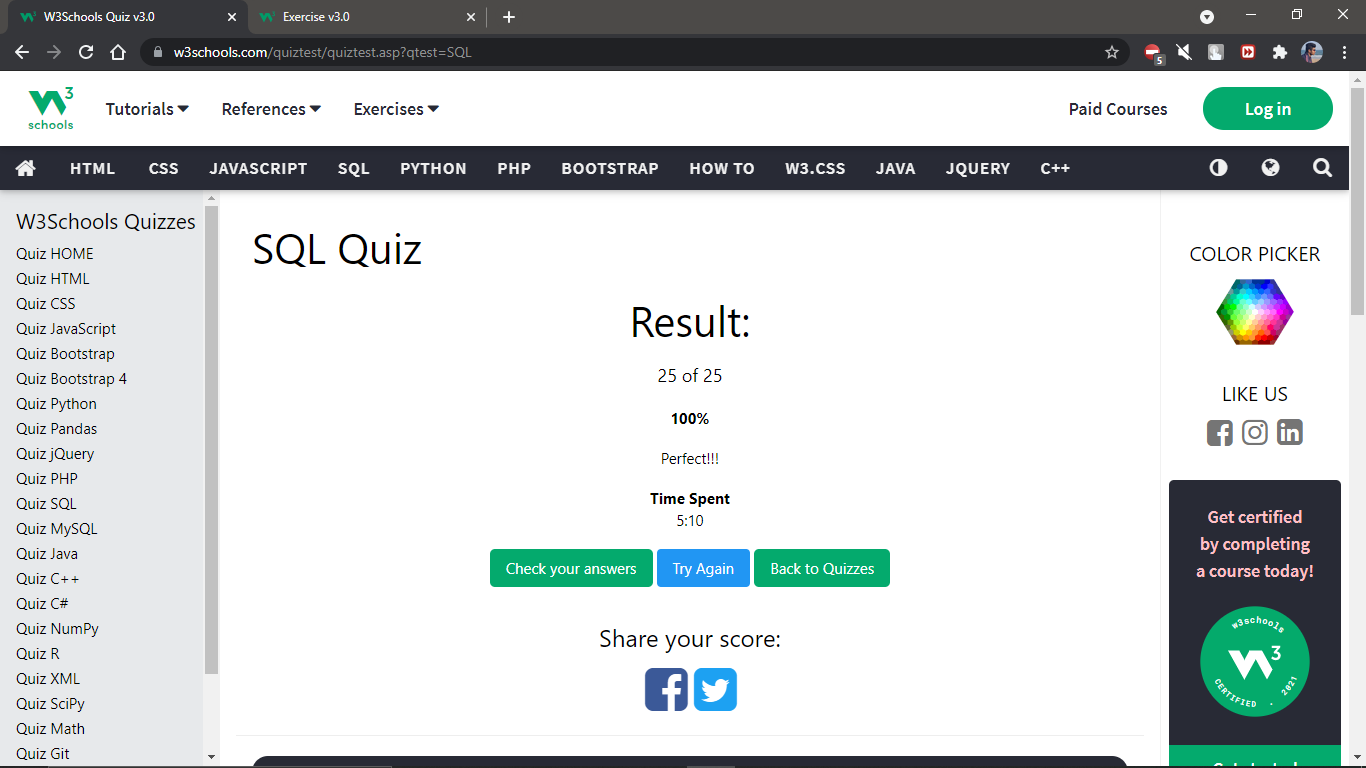 W3Schools Quiz v3.0
Exercise v3.0
w3schools.com/quiztest/quiztest.asp?qtest=SQL
5
3
schools
Tutorials
References
Exercises
Paid Courses
Log in
HTML CSS JAVASCRIPT SQL PYTHON PHP BOOTSTRAP HOW TO W3.CSS JAVA JQUERY C++
W3Schools Quizzes
Quiz HOME
Quiz HTML
Quiz CSS
Quiz JavaScript
Quiz Bootstrap
Quiz Bootstrap 4
Quiz Python
Quiz Pandas
Quiz jQuery
Quiz PHP
Quiz SQL
Quiz MySQL
Quiz Java
Quiz C++
Quiz C#
Quiz NumPy
Quiz R
Quiz XML
Quiz SciPy
Quiz Math
Quiz Git
SQL Quiz
Result:
25 of 25
100%
Perfect!!!
Time Spent
5:10
Check your answers
Try Again
Back to Quizzes
Share your score:
COLOR PICKER
LIKE US
Get certified
by completing
a course today!
w3schools
3
CERTIFIED . 2021